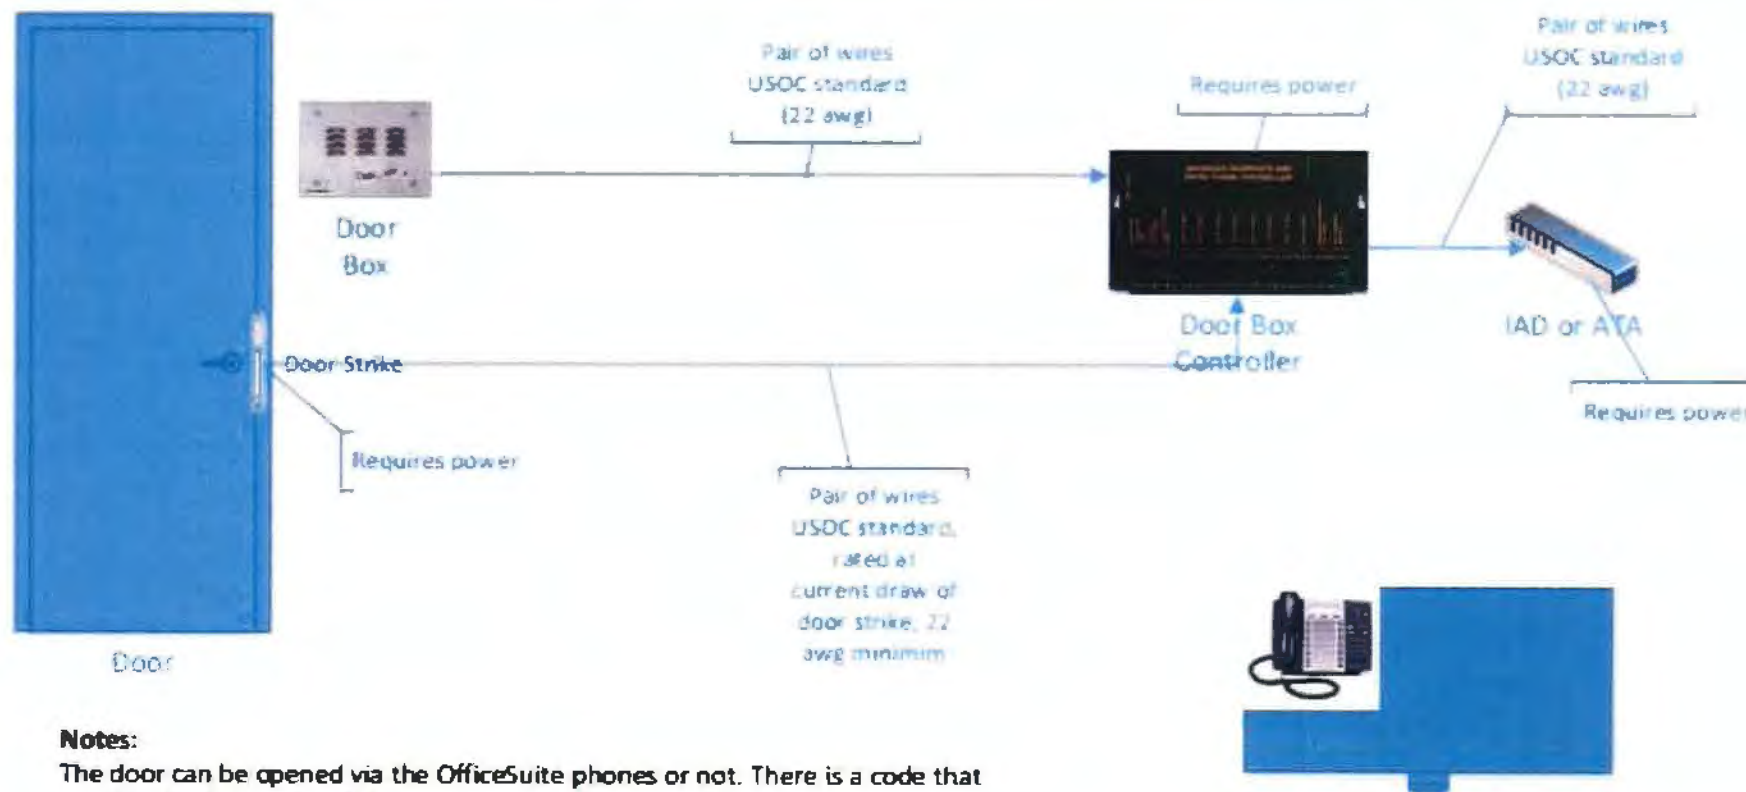 Pair of wires
USOC standard
(22 awg)
Requires power
Pair of wires
USOC standard
(22 awg)
Door
Box
Door Box
Controller
IAD or ATA
Door Strike
Requires power
Requires power
Pair of wires
USOC standard,
rated at
current draw of
door strike, 22
awg minimim
Door
Notes:
The door can be opened via the OfficeSuite phones or not. There is a code that